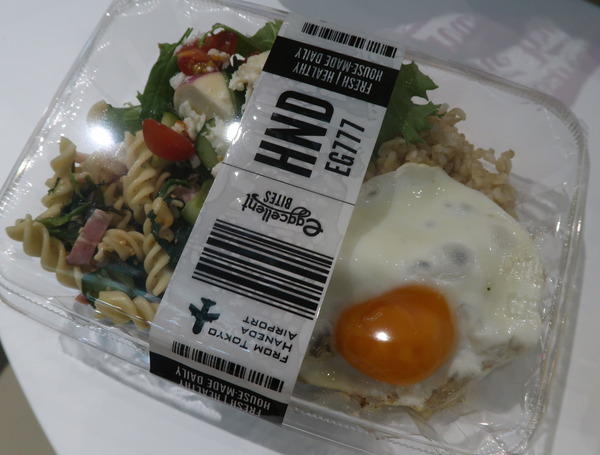 FRESH | HEALTHY
HOUSE-MADE DAILY
HND
EG777
Eggcellent
BITES
FROM TOKYO
HANEDA
AIRPORT
FRESH | HEALTHY
HOUSE-MADE DAILY